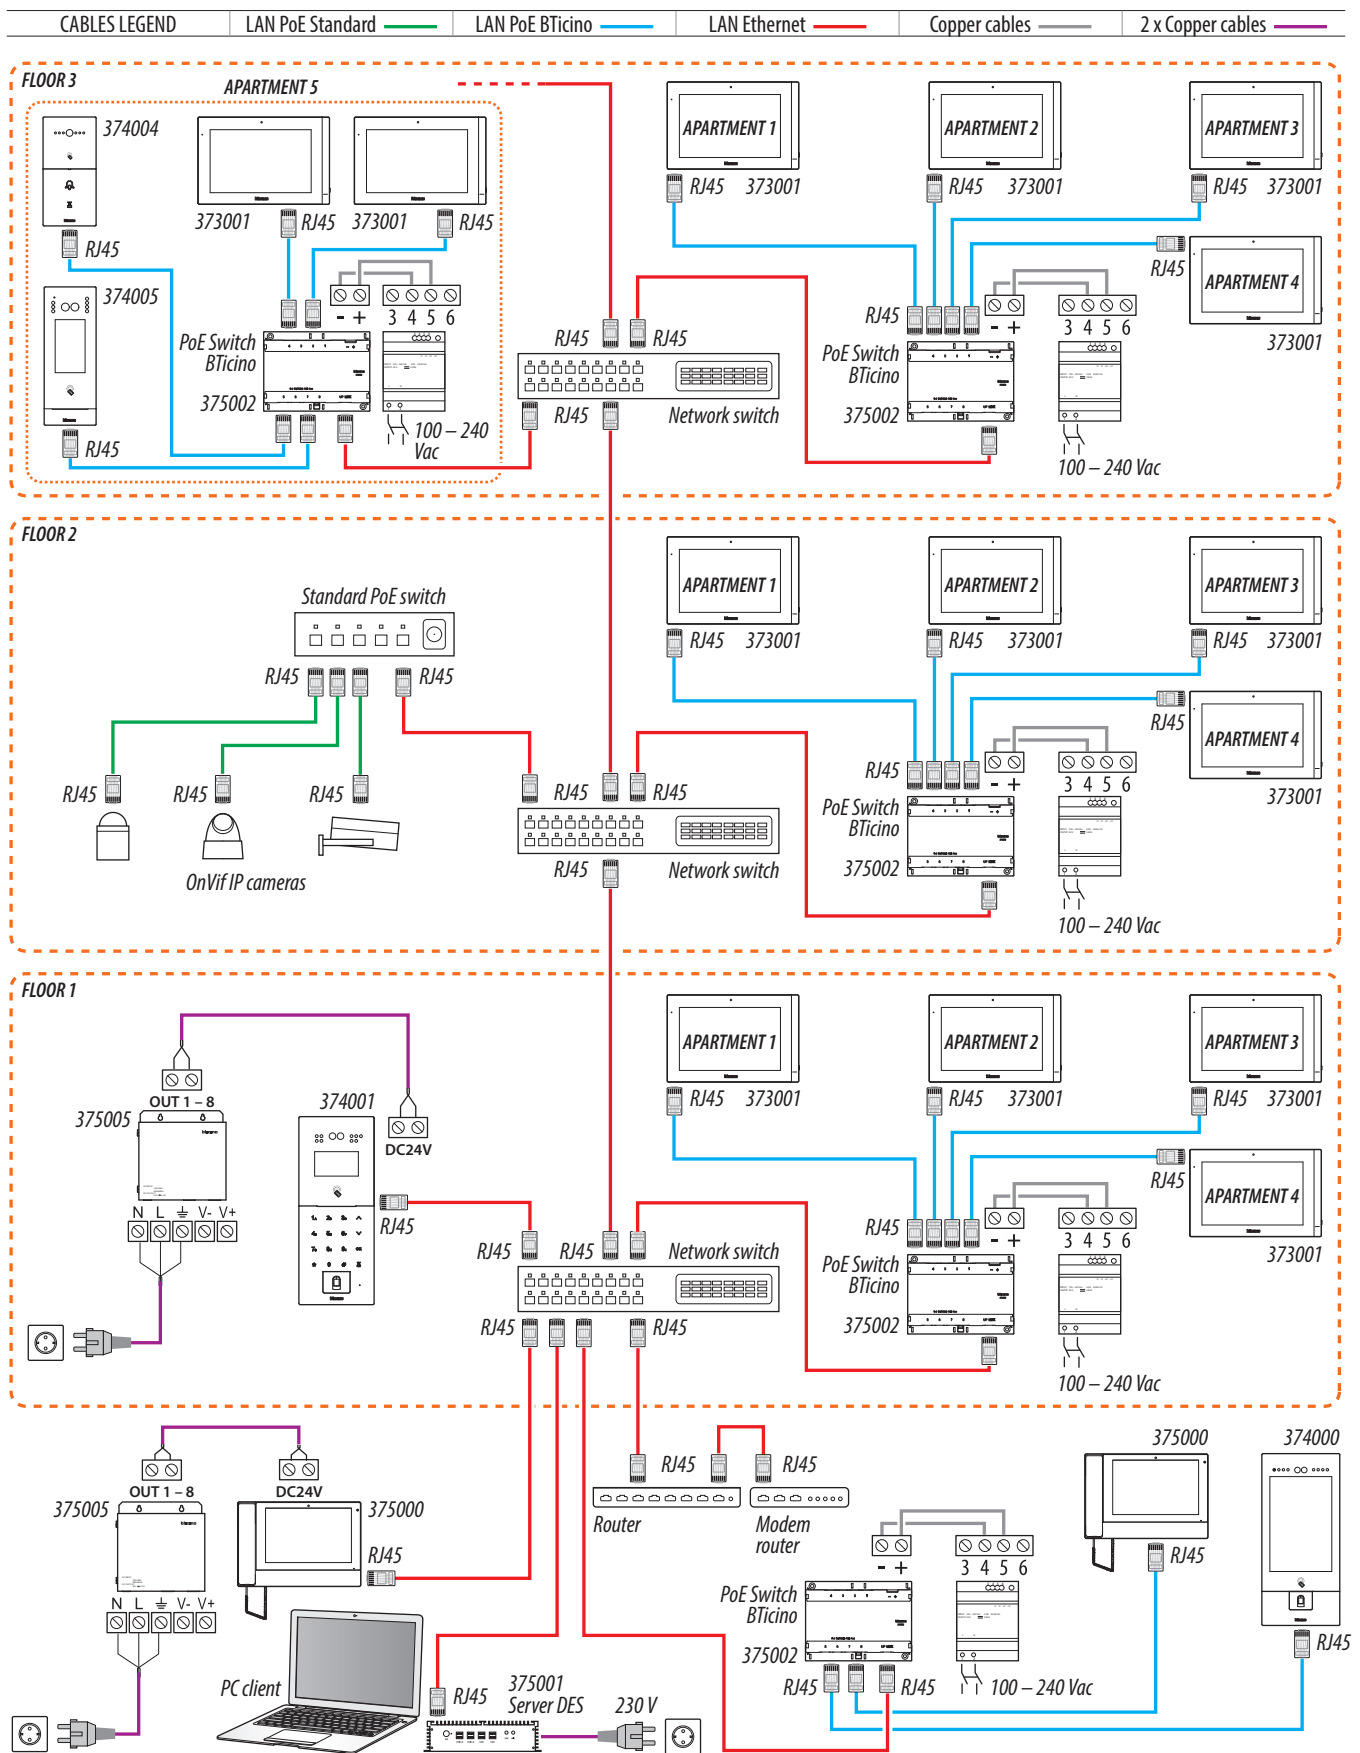 CABLES LEGEND
LAN PoE Standard
LAN PoE BTicino
LAN Ethernet
Copper cables
2 x Copper cables
FLOOR 3
APARTMENT 5
374004
RJ45
374005
RJ45
373001
RJ45
373001
RJ45
- + 3 4 5 6
PoE Switch
BTicino
375002
100 – 240
Vac
RJ45
RJ45
RJ45
Network switch
APARTMENT 1
RJ45 373001
APARTMENT 2
RJ45 373001
APARTMENT 3
RJ45 373001
APARTMENT 4
RJ45
373001
RJ45
- + 3 4 5 6
PoE Switch
BTicino
375002
100 – 240 Vac
FLOOR 2
Standard PoE switch
RJ45
RJ45
RJ45
RJ45
RJ45
OnVif IP cameras
RJ45
RJ45
RJ45
Network switch
APARTMENT 1
RJ45 373001
APARTMENT 2
RJ45 373001
APARTMENT 3
RJ45 373001
APARTMENT 4
RJ45
373001
RJ45
- + 3 4 5 6
PoE Switch
BTicino
375002
100 – 240 Vac
FLOOR 1
OUT 1 – 8
375005
N L V- V+
374001
DC24V
RJ45
RJ45
RJ45
Network switch
RJ45
RJ45
APARTMENT 1
RJ45 373001
APARTMENT 2
RJ45 373001
APARTMENT 3
RJ45 373001
APARTMENT 4
RJ45
373001
RJ45
- + 3 4 5 6
PoE Switch
BTicino
375002
100 – 240 Vac
OUT 1 – 8
375005
N L V- V+
DC24V
375000
RJ45
PC client
RJ45
375001
Server DES
230 V
RJ45
RJ45
Router
Modem
router
- + 3 4 5 6
PoE Switch
BTicino
375002
RJ45
RJ45
100 – 240 Vac
375000
RJ45
374000
RJ45